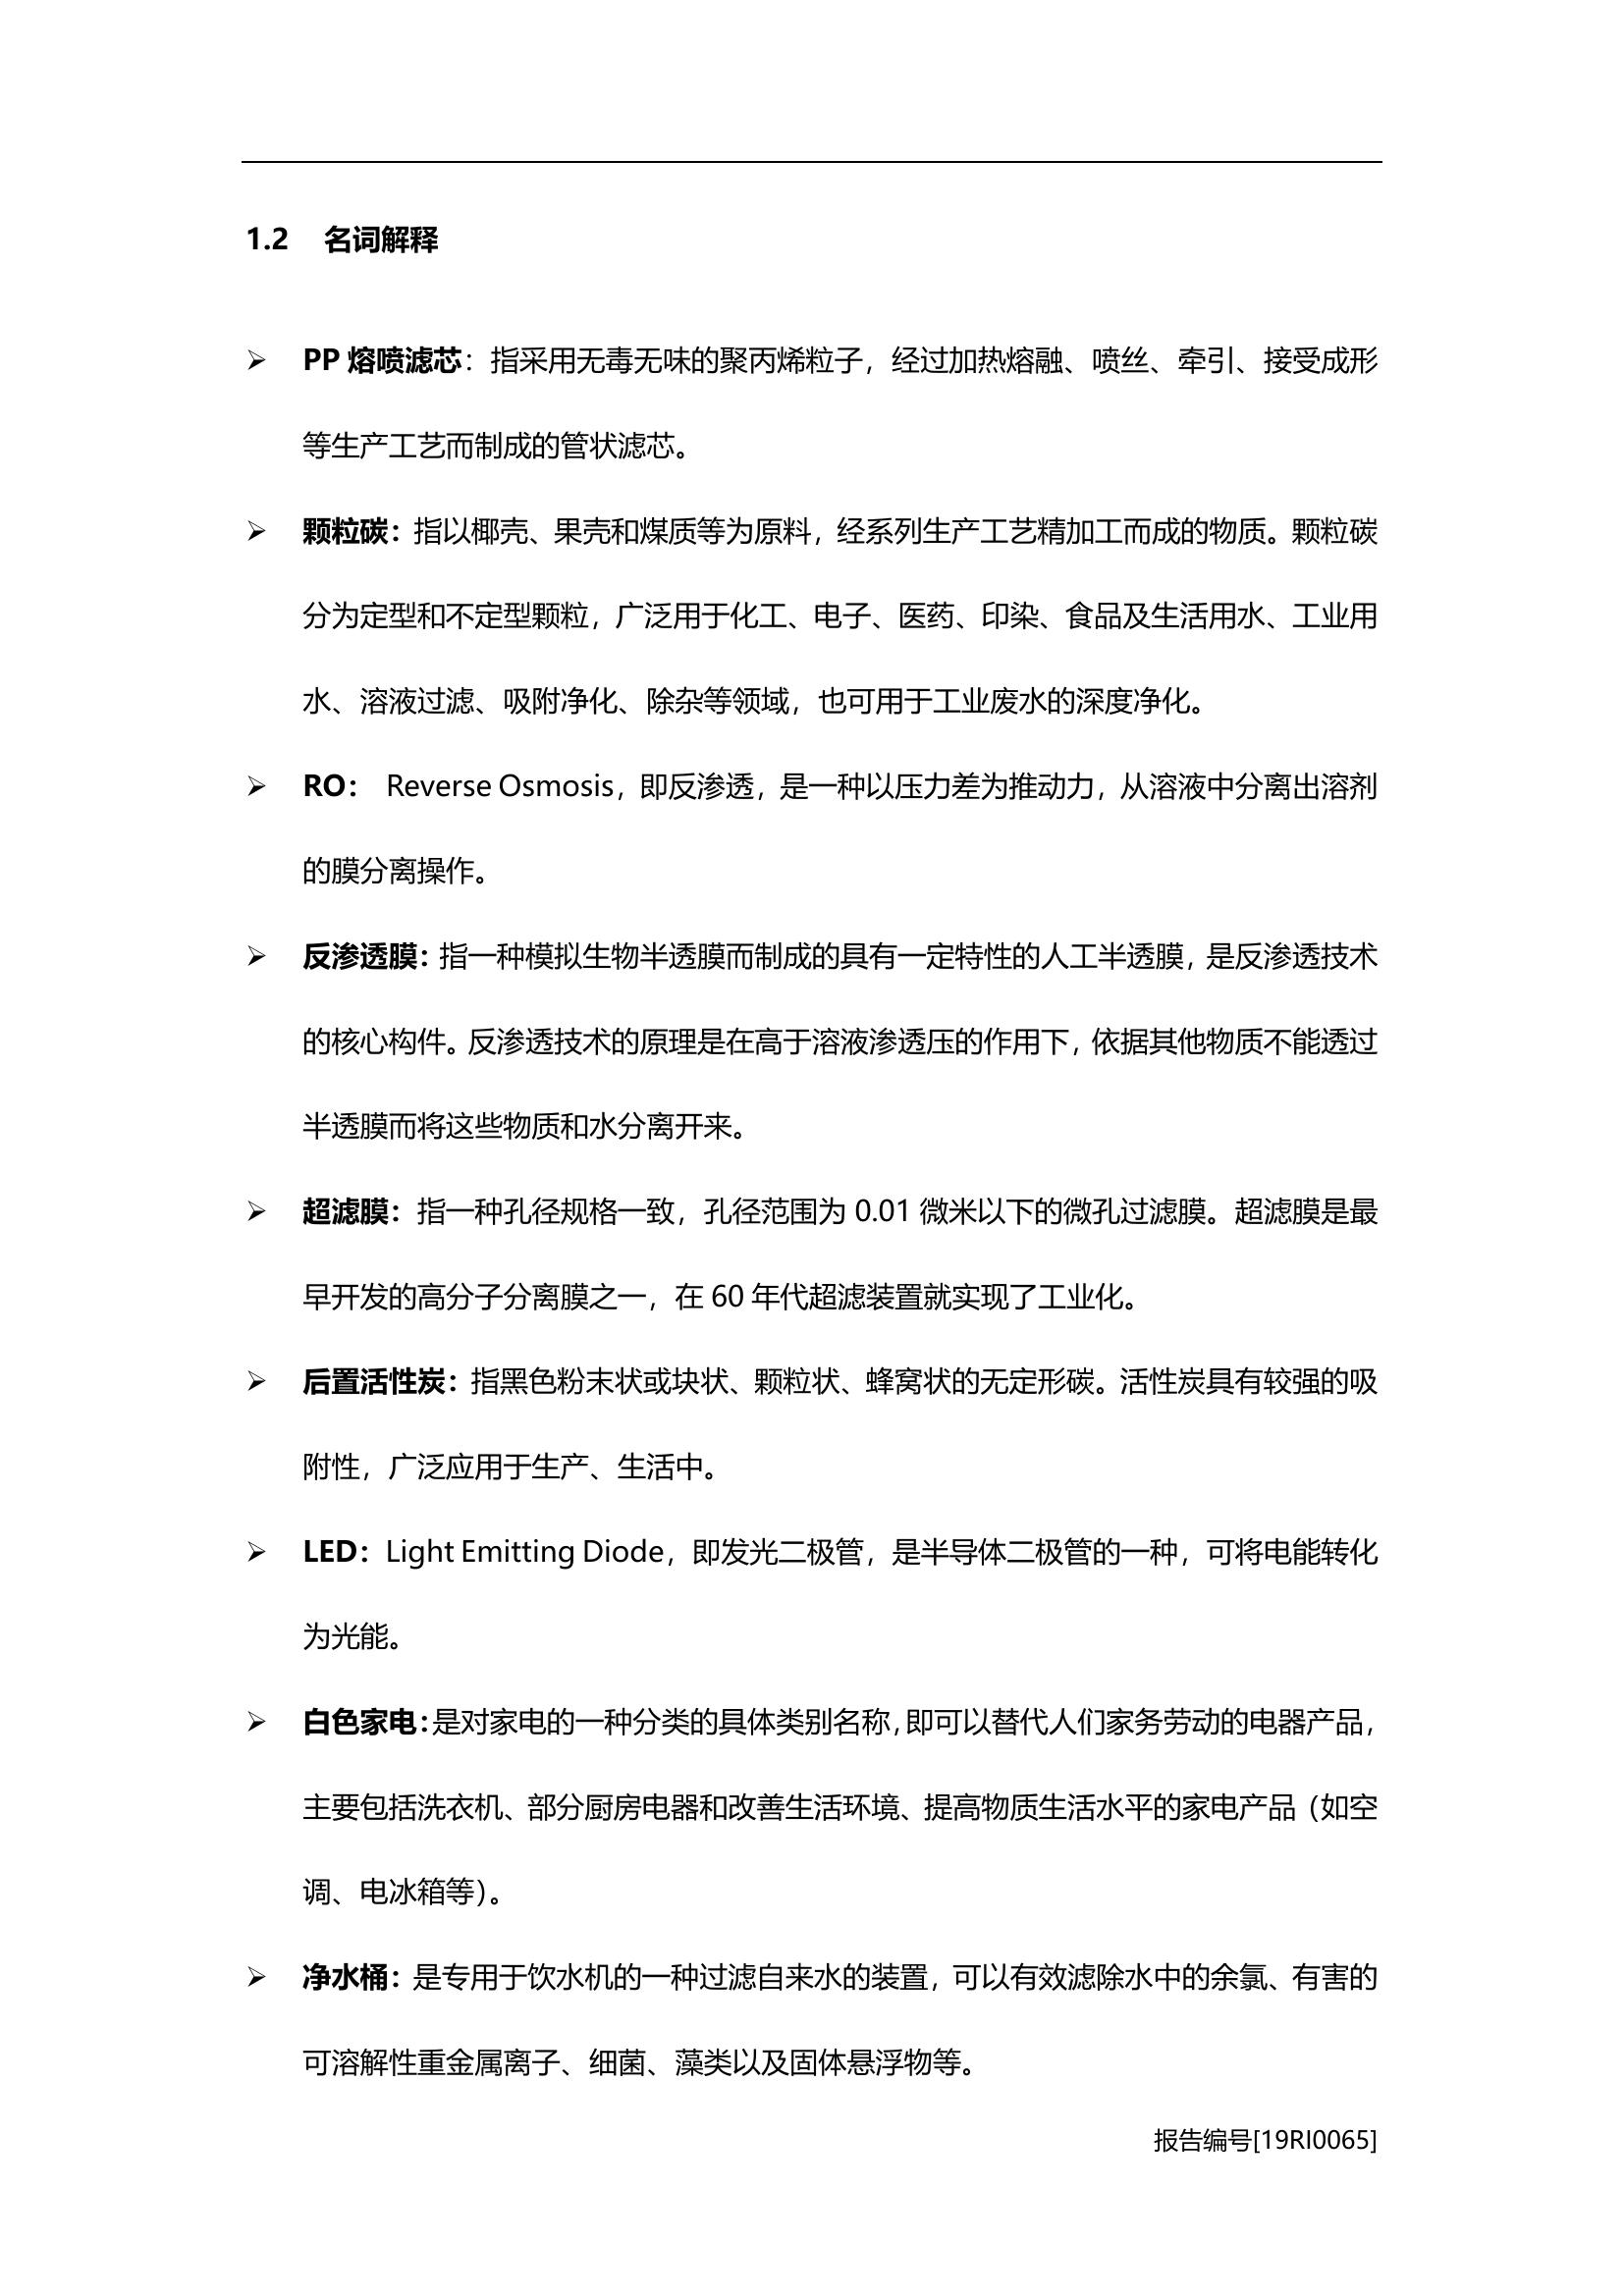 1.2 名词解释
➢ PP 熔喷滤芯：指采用无毒无味的聚丙烯粒子，经过加热熔融、喷丝、牵引、接受成形
等生产工艺而制成的管状滤芯。
➢ 颗粒碳：指以椰壳、果壳和煤质等为原料，经系列生产工艺精加工而成的物质。颗粒碳
分为定型和不定型颗粒，广泛用于化工、电子、医药、印染、食品及生活用水、工业用
水、溶液过滤、吸附净化、除杂等领域，也可用于工业废水的深度净化。
➢ RO： Reverse Osmosis，即反渗透，是一种以压力差为推动力，从溶液中分离出溶剂
的膜分离操作。
➢ 反渗透膜：指一种模拟生物半透膜而制成的具有一定特性的人工半透膜，是反渗透技术
的核心构件。反渗透技术的原理是在高于溶液渗透压的作用下，依据其他物质不能透过
半透膜而将这些物质和水分离开来。
➢ 超滤膜：指一种孔径规格一致，孔径范围为 0.01 微米以下的微孔过滤膜。超滤膜是最
早开发的高分子分离膜之一，在 60 年代超滤装置就实现了工业化。
➢ 后置活性炭：指黑色粉末状或块状、颗粒状、蜂窝状的无定形碳。活性炭具有较强的吸
附性，广泛应用于生产、生活中。
➢ LED：Light Emitting Diode，即发光二极管，是半导体二极管的一种，可将电能转化
为光能。
➢ 白色家电：是对家电的一种分类的具体类别名称，即可以替代人们家务劳动的电器产品，
主要包括洗衣机、部分厨房电器和改善生活环境、提高物质生活水平的家电产品（如空
调、电冰箱等）。
➢ 净水桶：是专用于饮水机的一种过滤自来水的装置，可以有效滤除水中的余氯、有害的
可溶解性重金属离子、细菌、藻类以及固体悬浮物等。
报告编号[19RI0065]